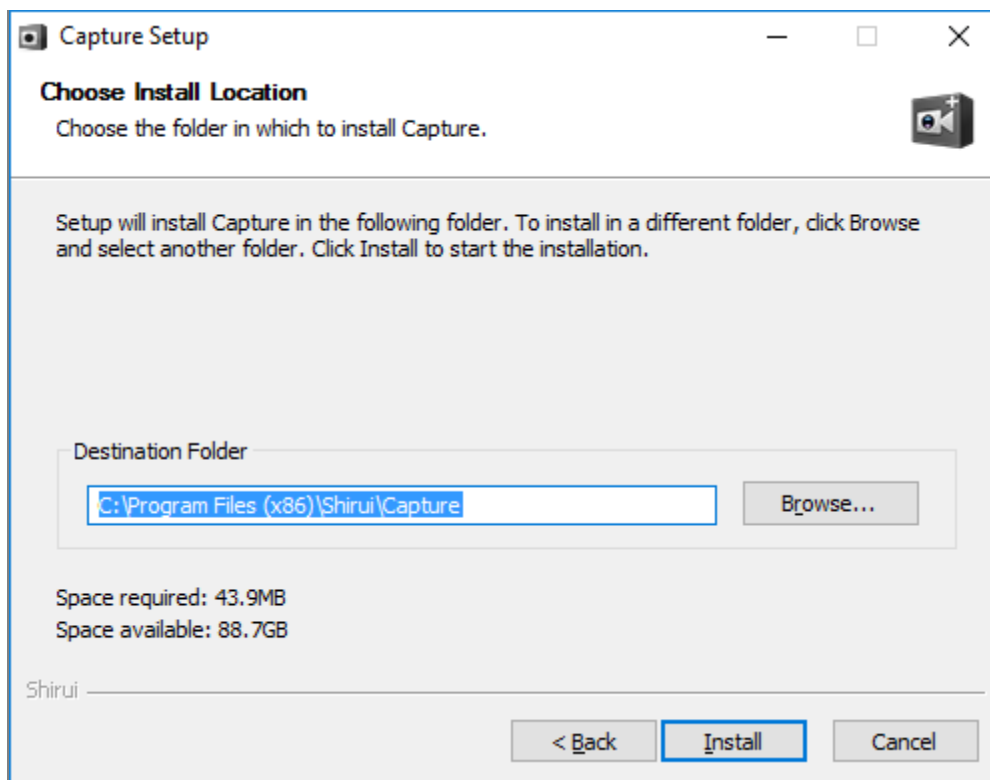 Capture Setup
Choose Install Location
Choose the folder in which to install Capture.
Setup will install Capture in the following folder. To install in a different folder, click Browse
and select another folder. Click Install to start the installation.
Destination Folder
C:\Program Files (x86)\Shirui\Capture
Browse...
Space required: 43.9MB
Space available: 88.7GB
Shirui
< Back
Install
Cancel